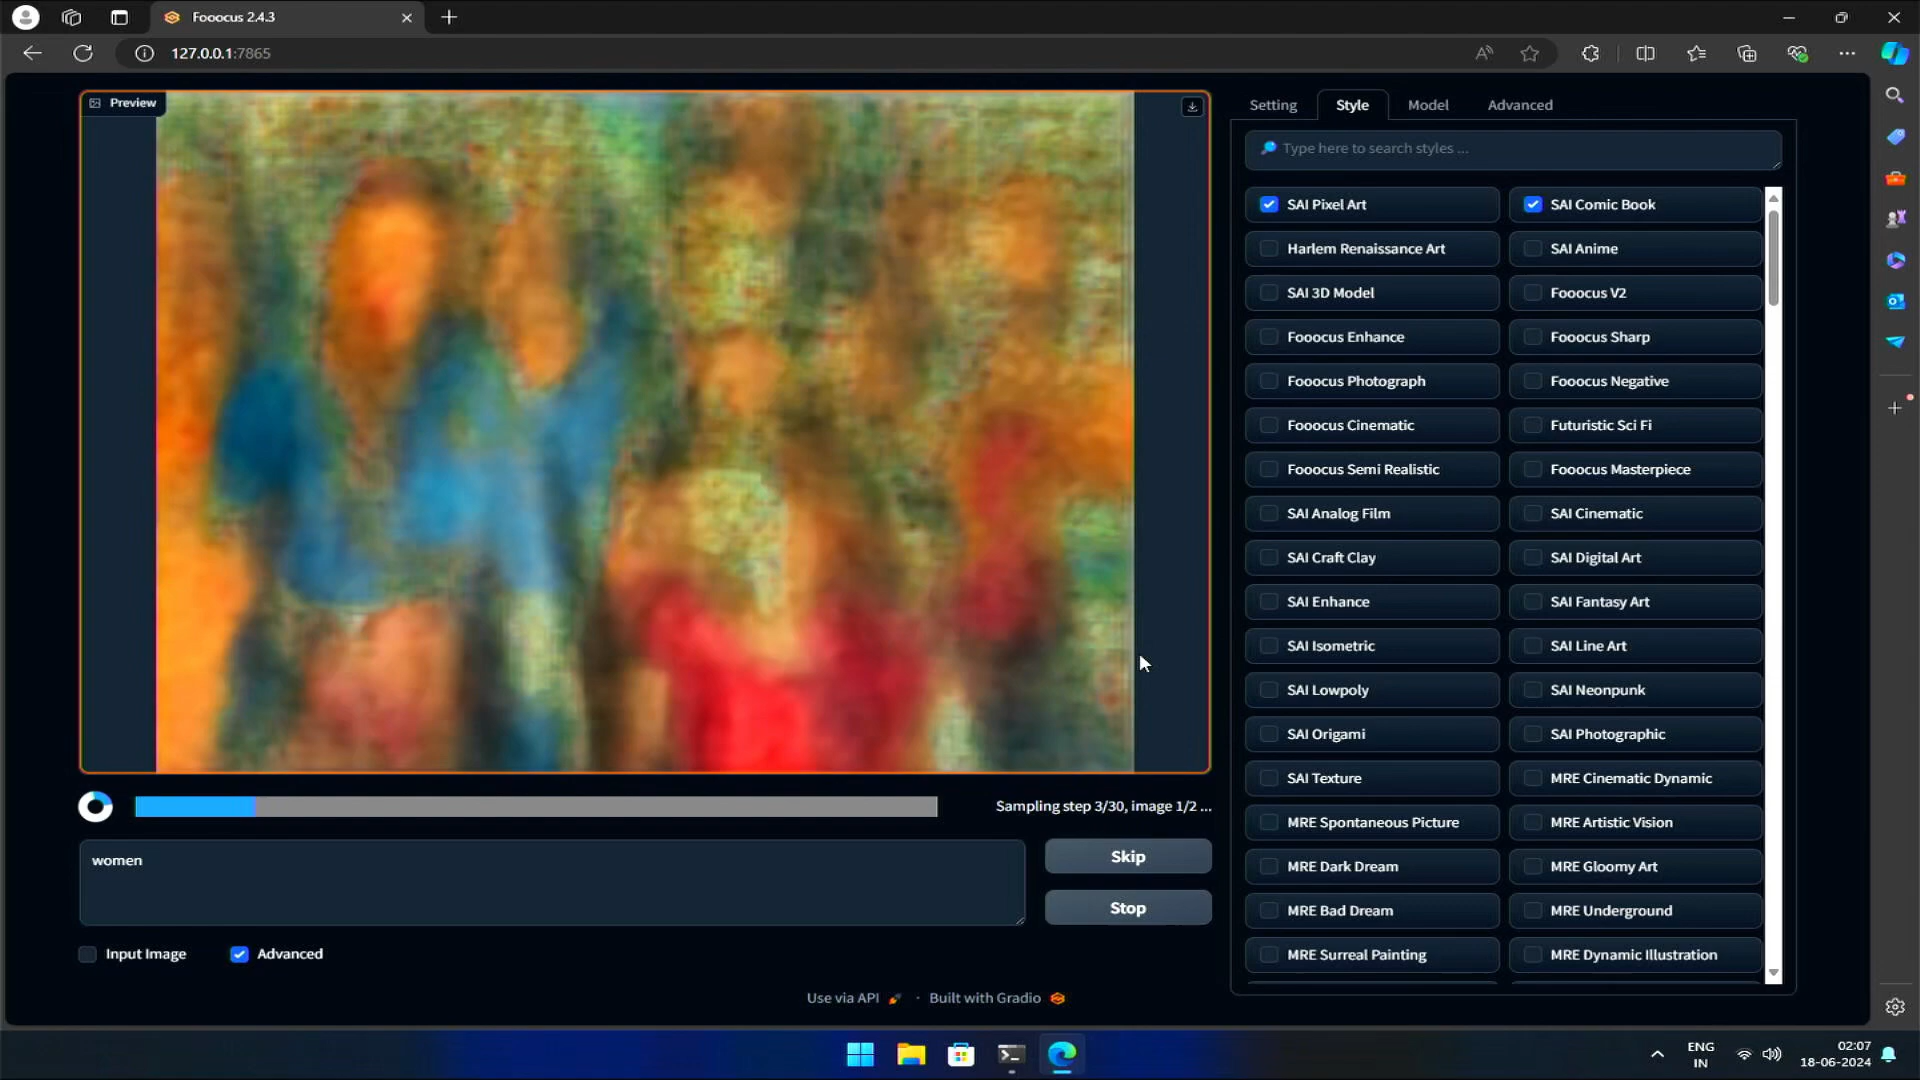 Fooocus 2.4.3
127.0.0.1:7865
Preview
Setting
Style
Model
Advanced
Type here to search styles ...
SAI Pixel Art
SAI Comic Book
Harlem Renaissance Art
SAI Anime
SAI 3D Model
Fooocus V2
Fooocus Enhance
Fooocus Sharp
Fooocus Photograph
Fooocus Negative
Fooocus Cinematic
Futuristic Sci Fi
Fooocus Semi Realistic
Fooocus Masterpiece
SAI Analog Film
SAI Cinematic
SAI Craft Clay
SAI Digital Art
SAI Enhance
SAI Fantasy Art
SAI Isometric
SAI Line Art
SAI Lowpoly
SAI Neonpunk
SAI Origami
SAI Photographic
SAI Texture
MRE Cinematic Dynamic
MRE Spontaneous Picture
MRE Artistic Vision
MRE Dark Dream
MRE Gloomy Art
MRE Bad Dream
MRE Underground
MRE Surreal Painting
MRE Dynamic Illustration
Sampling step 3/30, image 1/2 ...
women
Skip
Stop
Input Image
Advanced
Use via API · Built with Gradio
ENG
IN
02:07
18-06-2024